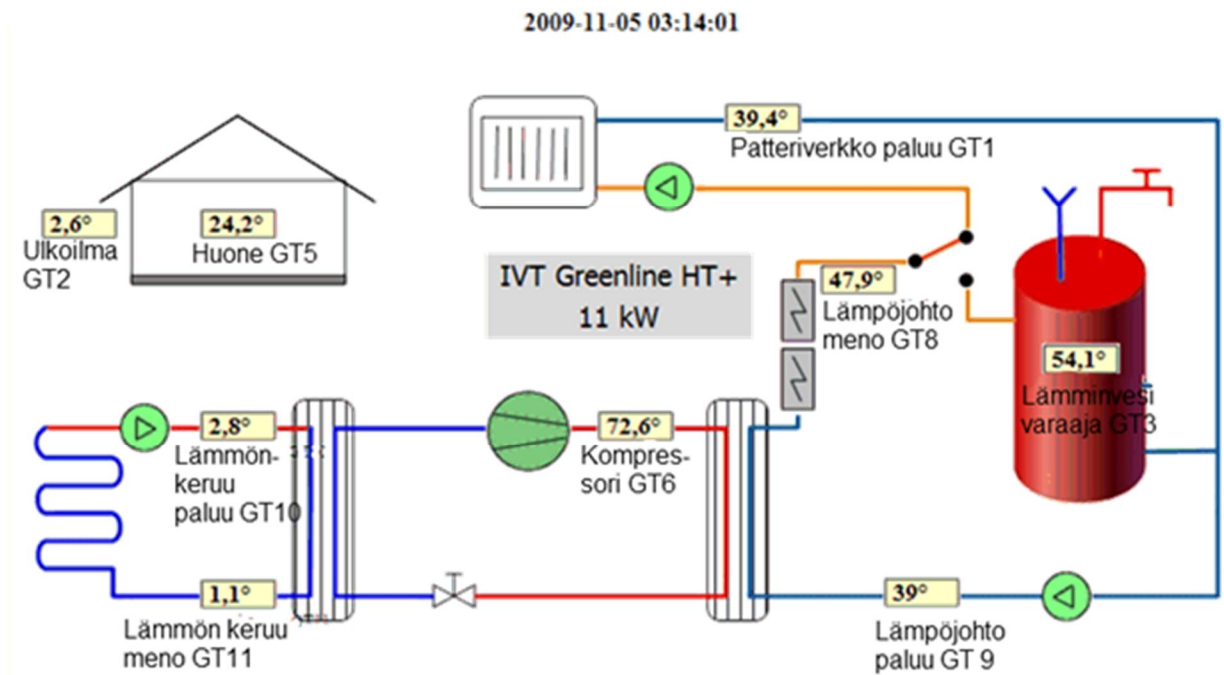 2009-11-05 03:14:01
39,4°
Patteriverkko paluu GT1
2,6°
Ulkoilma
GT2
24,2°
Huone GT5
IVT Greenline HT+
11 kW
47,9°
Lämpöjohto
meno GT8
54,1°
Lämminvesi
varaaja GT3
2,8°
Lämmön-
keruu
paluu GT10
72,6°
Kompres-
sori GT6
1,1°
Lämmön keruu
meno GT11
39°
Lämpöjohto
paluu GT 9